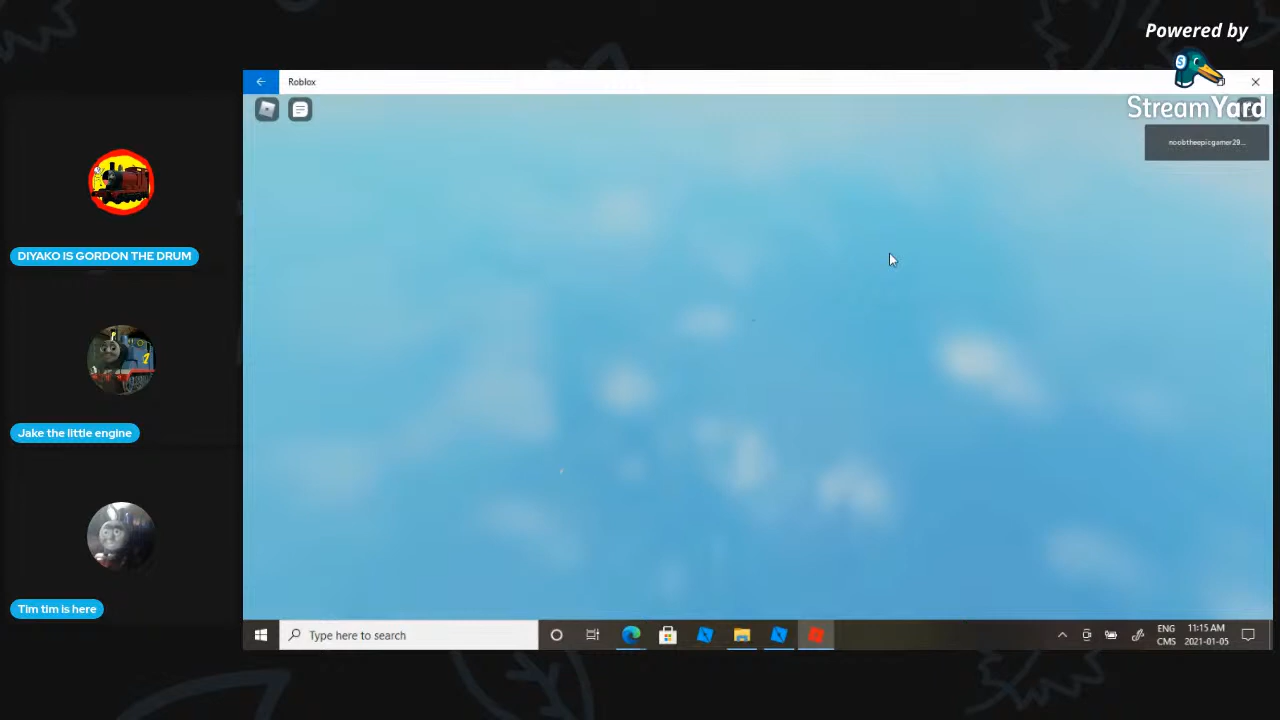 Powered by
StreamYard
Roblox
noobtheepicgamer29...
DIYAKO IS GORDON THE DRUM
1
Jake the little engine
Tim tim is here
Type here to search
ENG
CMS
11:15 AM
2021-01-05